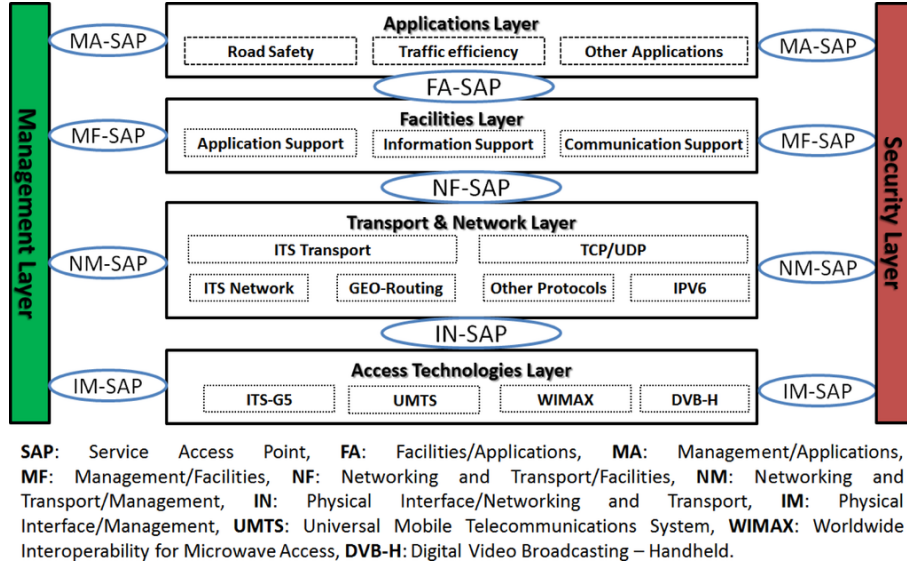 Management Layer
Security Layer
Applications Layer
MA-SAP
Road Safety
Traffic efficiency
Other Applications
MA-SAP
FA-SAP
Facilities Layer
MF-SAP
Application Support
Information Support
Communication Support
MF-SAP
NF-SAP
Transport & Network Layer
ITS Transport
TCP/UDP
NM-SAP
NM-SAP
ITS Network
GEO-Routing
Other Protocols
IPV6
IN-SAP
Access Technologies Layer
IM-SAP
ITS-G5
UMTS
WIMAX
DVB-H
IM-SAP
SAP: Service Access Point, FA: Facilities/Applications, MA: Management/Applications,
MF: Management/Facilities, NF: Networking and Transport/Facilities, NM: Networking and
Transport/Management, IN: Physical Interface/Networking and Transport, IM: Physical
Interface/Management, UMTS: Universal Mobile Telecommunications System, WIMAX: Worldwide
Interoperability for Microwave Access, DVB-H: Digital Video Broadcasting – Handheld.